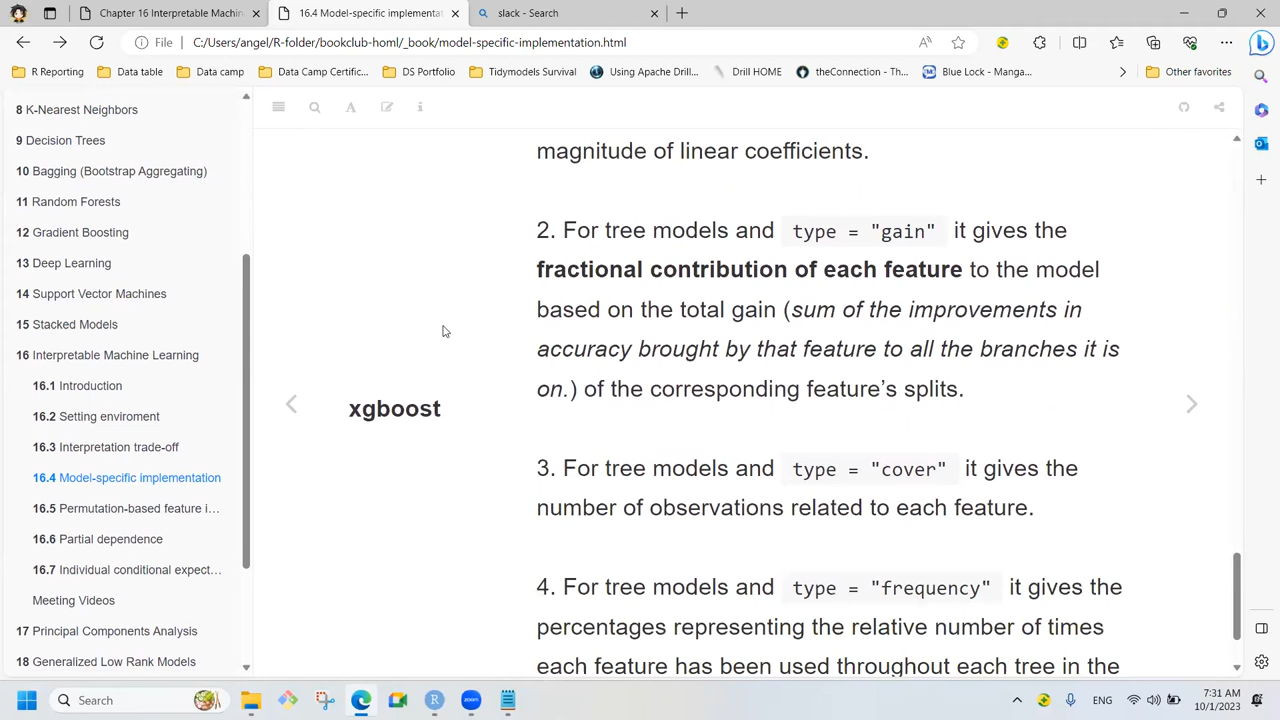 Chapter 16 Interpretable Machin
16.4 Model-specific implementat
slack - Search
File
C:/Users/angel/R-folder/bookclub-homl/_book/model-specific-implementation.html
R Reporting
Data table
Data camp
Data Camp Certific...
DS Portfolio
Tidymodels Survival
Using Apache Drill...
Drill HOME
theConnection - Th...
Blue Lock - Manga...
Other favorites
8 K-Nearest Neighbors
9 Decision Trees
10 Bagging (Bootstrap Aggregating)
11 Random Forests
12 Gradient Boosting
13 Deep Learning
14 Support Vector Machines
15 Stacked Models
16 Interpretable Machine Learning
16.1 Introduction
16.2 Setting enviroment
16.3 Interpretation trade-off
16.4 Model-specific implementation
16.5 Permutation-based feature i...
16.6 Partial dependence
16.7 Individual conditional expect...
Meeting Videos
17 Principal Components Analysis
18 Generalized Low Rank Models
xgboost
magnitude of linear coefficients.
2. For tree models and type = "gain" it gives the
fractional contribution of each feature to the model
based on the total gain (sum of the improvements in
accuracy brought by that feature to all the branches it is
on.) of the corresponding feature's splits.
3. For tree models and type = "cover" it gives the
number of observations related to each feature.
4. For tree models and type = "frequency" it gives the
percentages representing the relative number of times
each feature has been used throughout each tree in the
Search
zoom
ENG
7:31 AM
10/1/2023